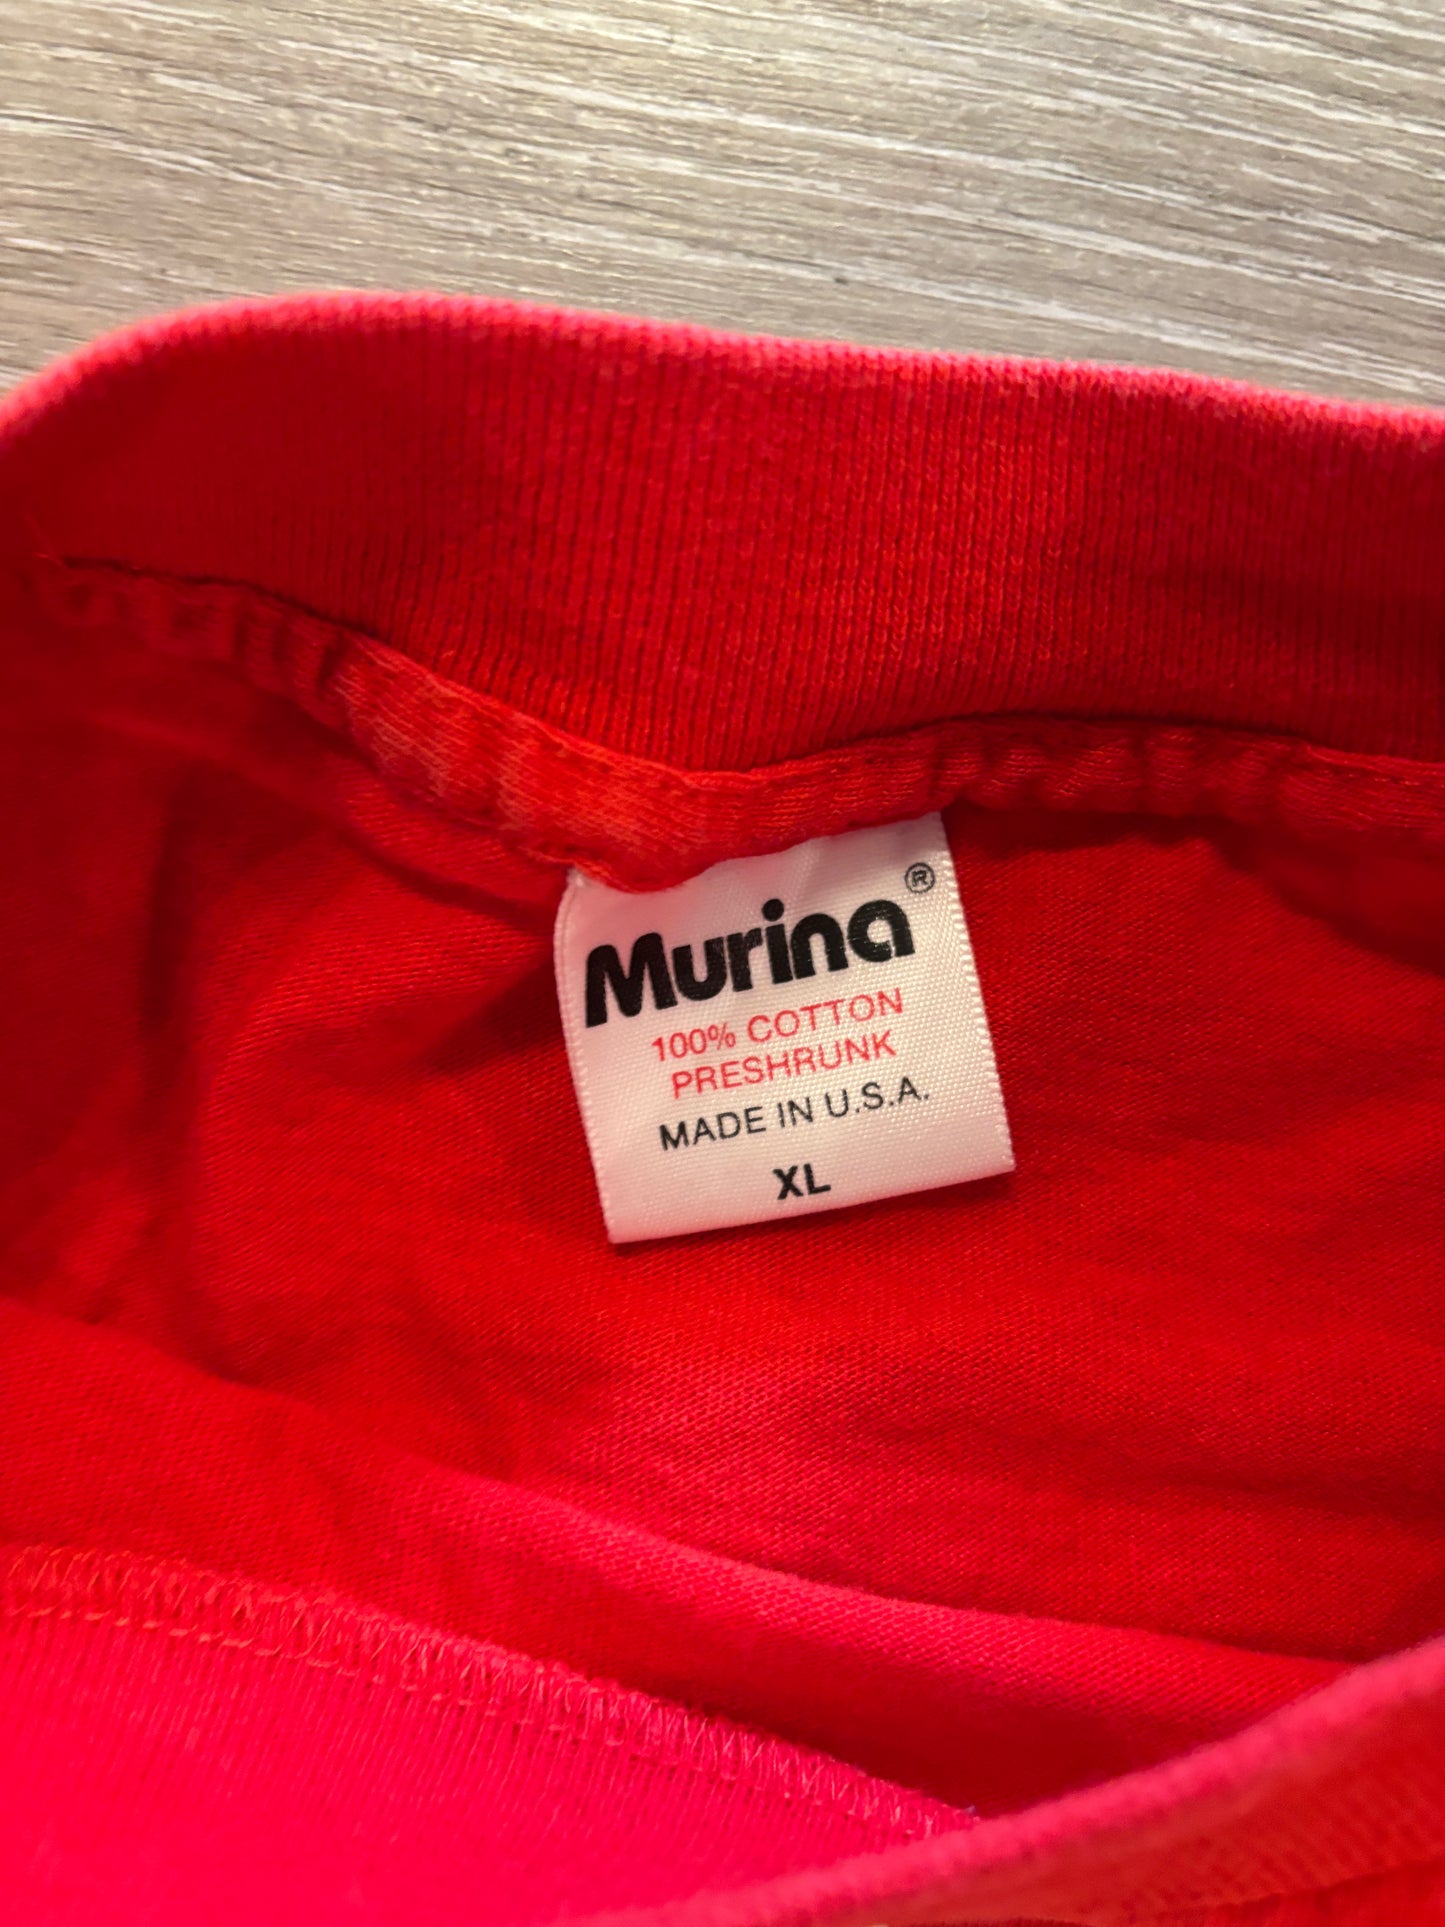 Murina®
100% COTTON
PRESHRUNK
MADE IN U.S.A.
XL